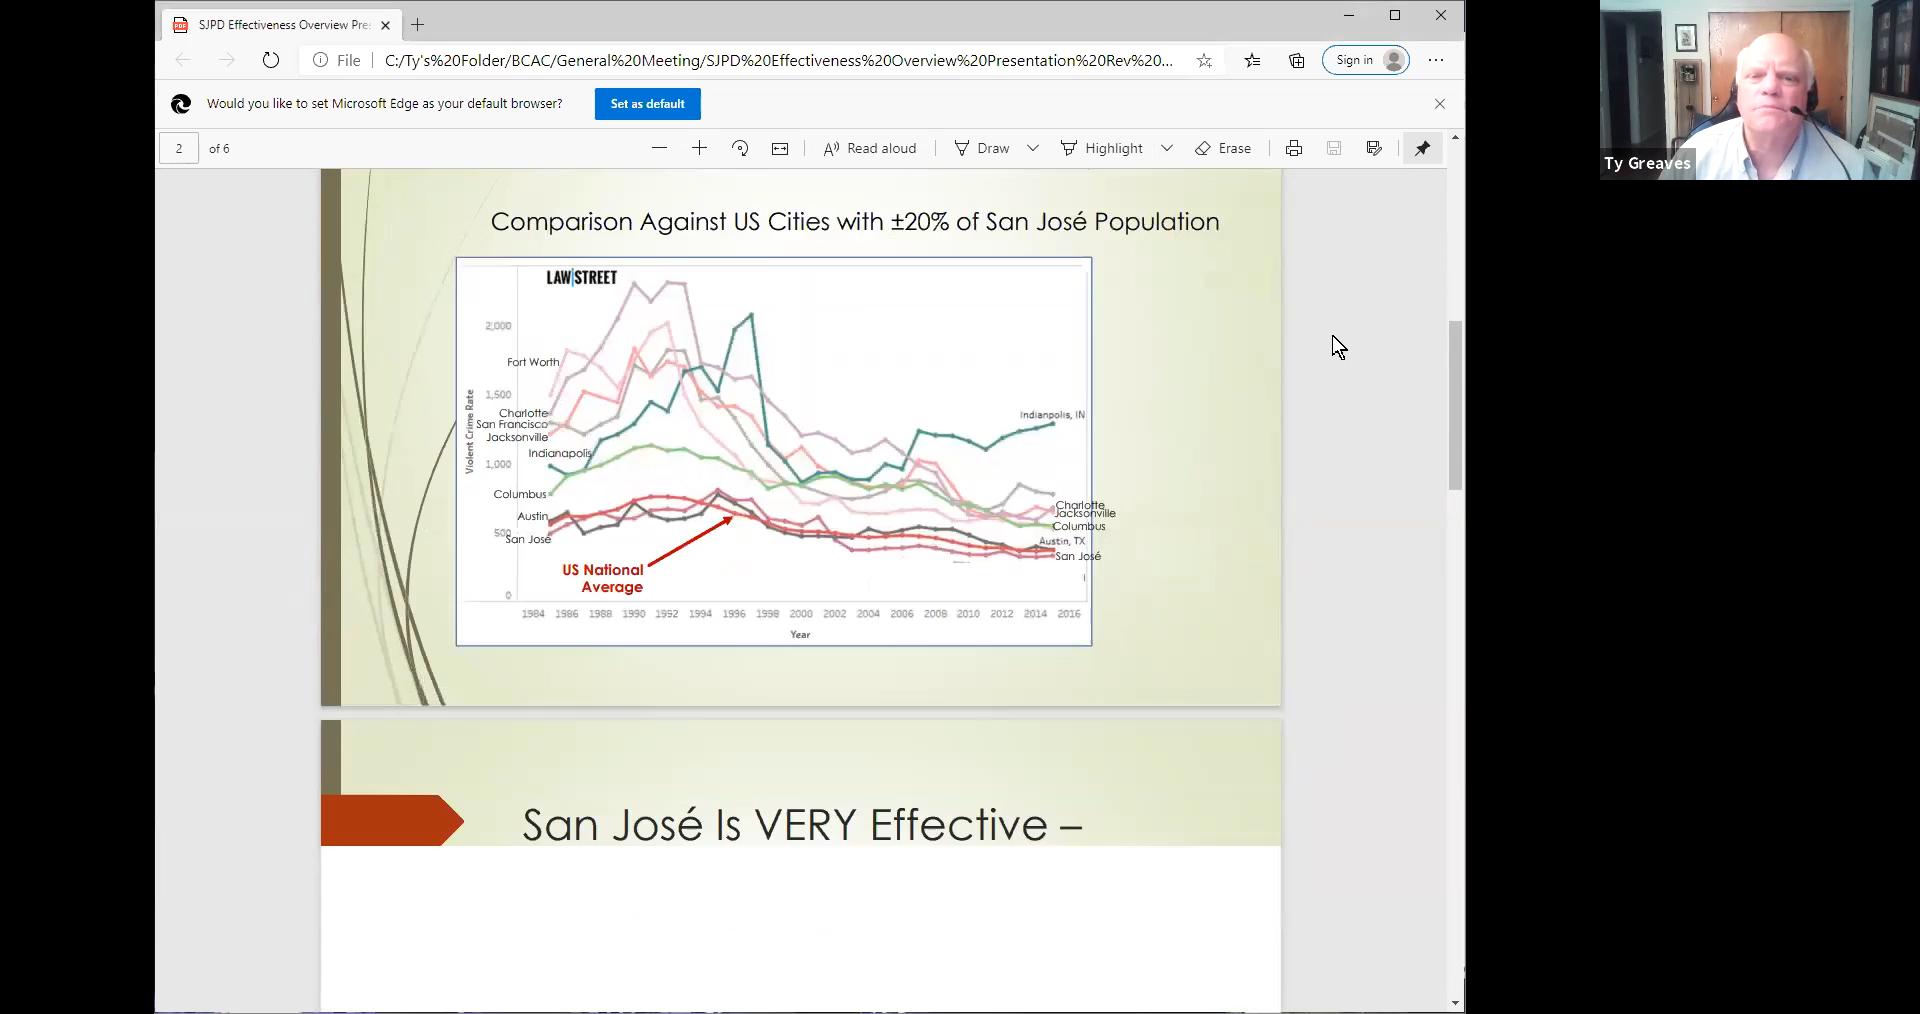 SJPD Effectiveness Overview Pre
File
C:/Ty's%20Folder/BCAC/General%20Meeting/SJPD%20Effectiveness%20Overview%20Presentation%20Rev%20...
Sign in
Would you like to set Microsoft Edge as your default browser?
Set as default
2
of 6
Read aloud
Draw
Highlight
Erase
Ty Greaves
Comparison Against US Cities with ±20% of San José Population
LAW|STREET
2,000
Fort Worth
1,500
Charlotte
San Francisco
Jacksonville
Indianapolis
1,000
Columbus
Austin
500
San José
0
Violent Crime Rate
Indianpolis, IN
Charlotte
Jacksonville
Columbus
Austin, TX
San José
US National
Average
1984 1986 1988 1990 1992 1994 1996 1998 2000 2002 2004 2006 2008 2010 2012 2014 2016
Year
San José Is VERY Effective –